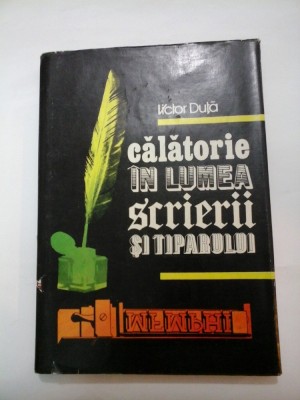 Victor Duță
călătorie
ÎN LUMEA
scrierii
ȘI TIPARULUI